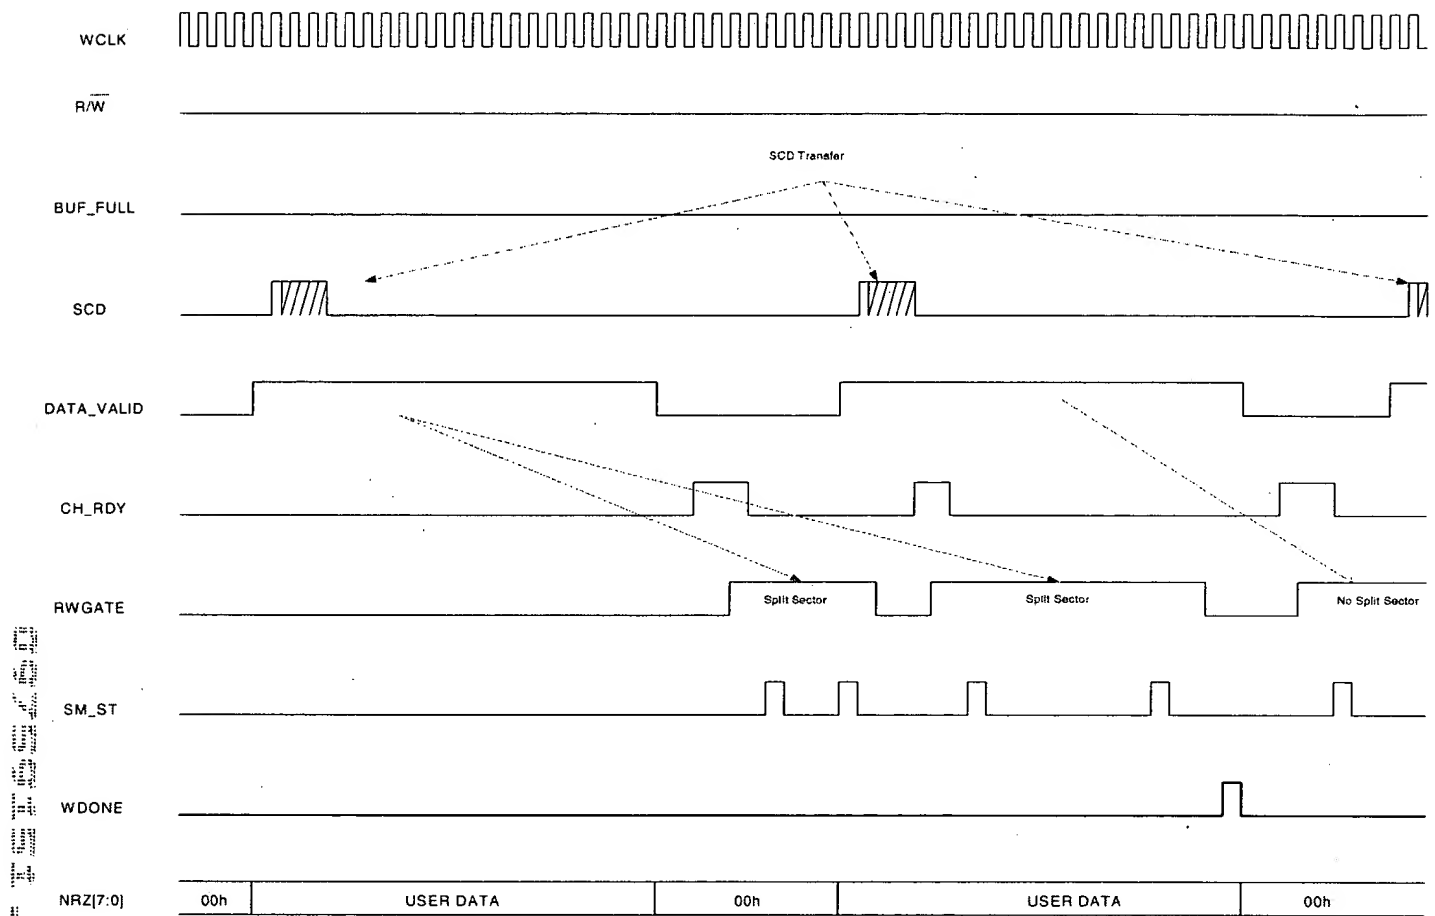 WCLK
R/W
SCD Transfer
BUF_FULL
SCD
DATA_VALID
CH_RDY
RWGATE
Split Sector
Split Sector
No Split Sector
SM_ST
WDONE
NRZ[7:0]
00h
USER DATA
00h
USER DATA
00h